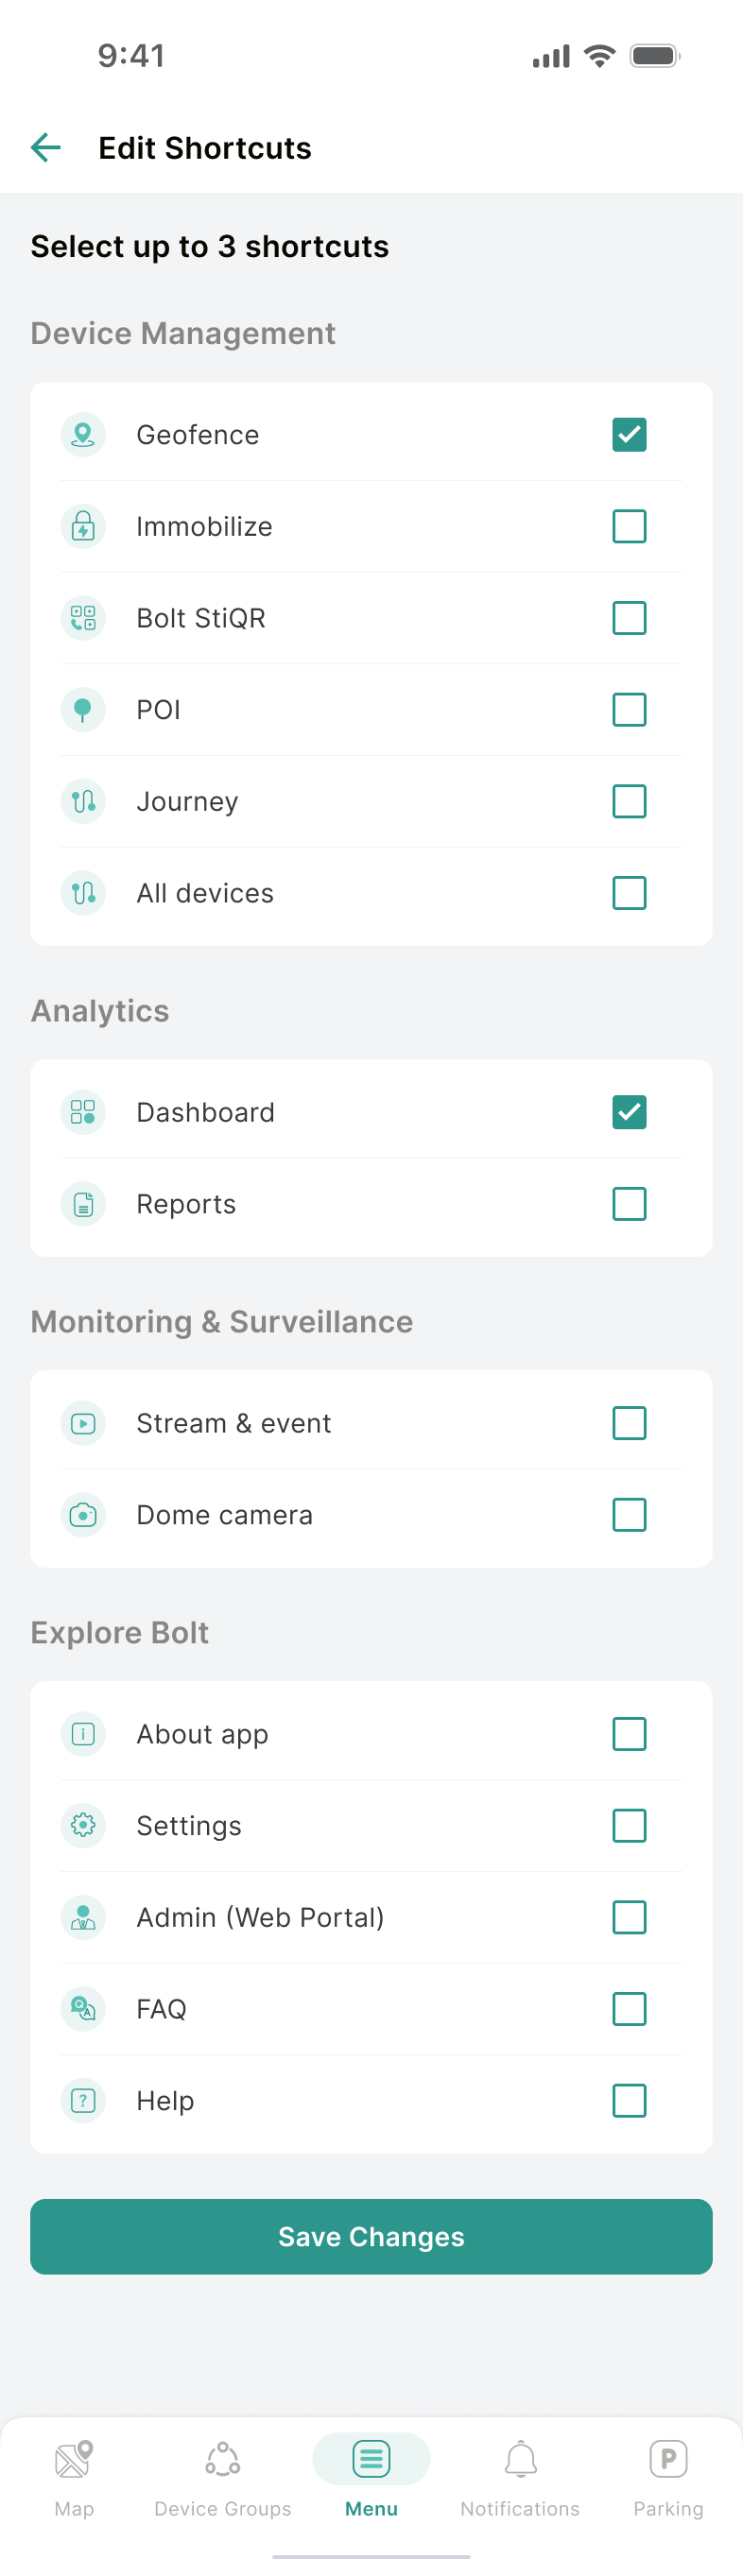 9:41
Edit Shortcuts
Select up to 3 shortcuts
Device Management
Geofence
Immobilize
Bolt StiQR
POI
Journey
All devices
Analytics
Dashboard
Reports
Monitoring & Surveillance
Stream & event
Dome camera
Explore Bolt
About app
Settings
Admin (Web Portal)
FAQ
Help
Save Changes
Map
Device Groups
Menu
Notifications
Parking